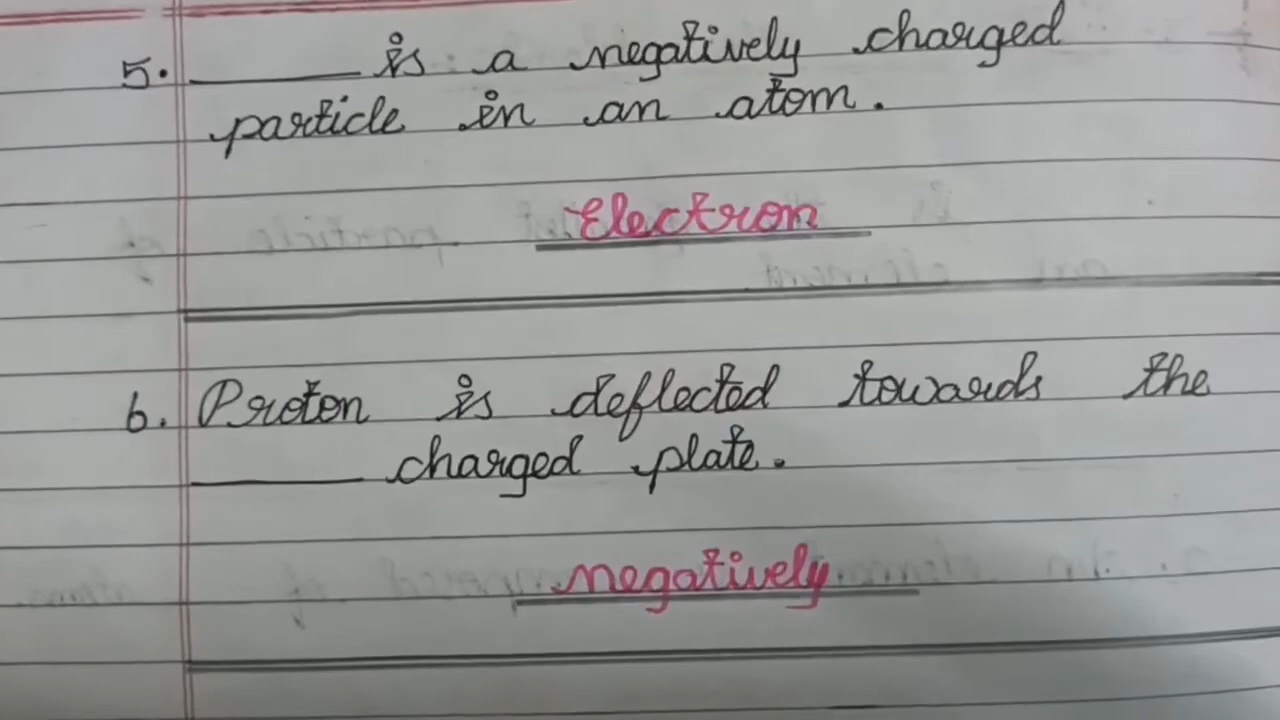 5. ______ is a negatively charged
particle in an atom.
Electron
6. Proton is deflected towards the
______ charged plate.
negatively